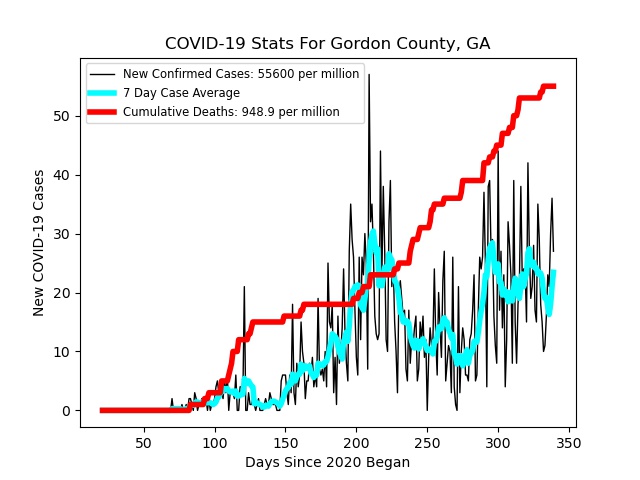 COVID-19 Stats For Gordon County, GA
New Confirmed Cases: 55600 per million
7 Day Case Average
Cumulative Deaths: 948.9 per million
New COVID-19 Cases
50
40
30
20
10
0
50 100 150 200 250 300 350
Days Since 2020 Began